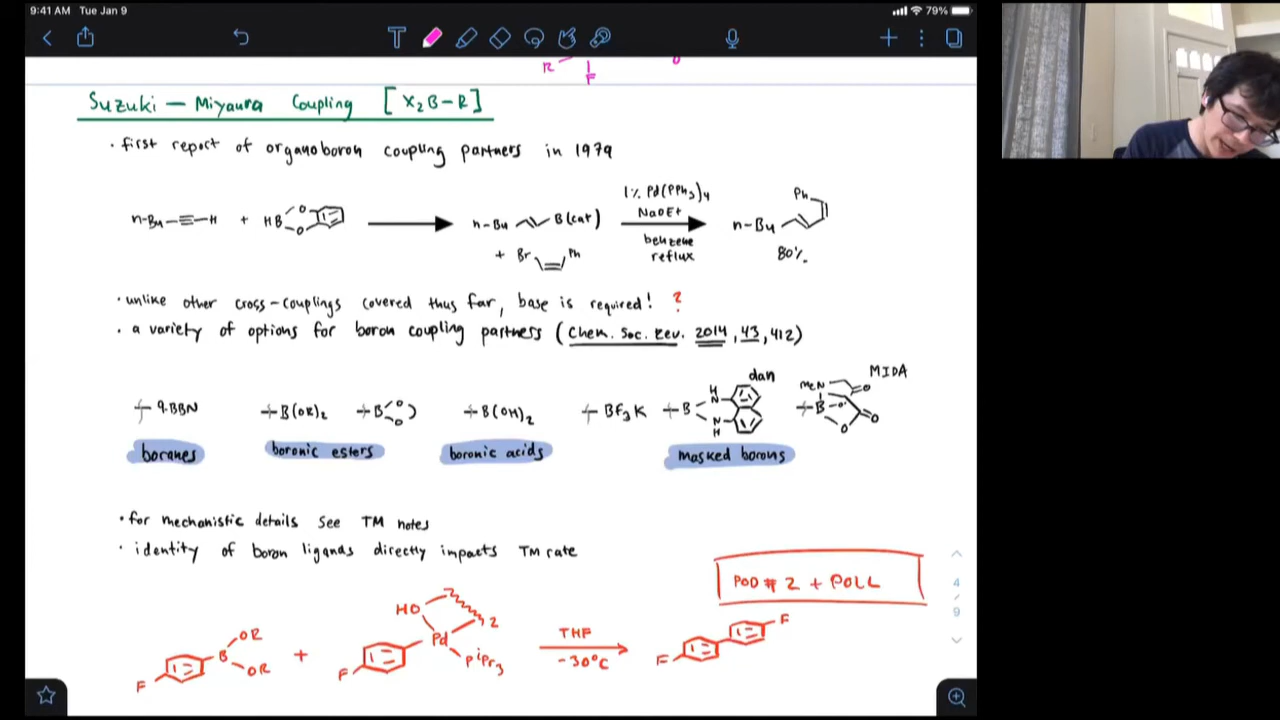 9:41 AM Tue Jan 9
79%
R
F
Suzuki – Miyaura Coupling [X₂B–R]
· first report of organoboron coupling partners in 1979
n-Bu H + HB O O
n-Bu B(cat)
+ Br Ph
1% Pd(PPh₃)₄
NaOEt
benzene
reflux
Ph
n-Bu
80%
· unlike other cross-couplings covered thus far, base is required! ?
· a variety of options for boron coupling partners (Chem. Soc. Rev. 2014, 43, 412)
9-BBN
B(OR)₂
B O O
B(OH)₂
BF₃K
B N H N H dan
MeN B O O O MIDA
boranes
boronic esters
boronic acids
masked borons
· for mechanistic details see TM notes
· identity of boron ligands directly impacts TM rate
POD # 2 + POLL
4
9
F B OR OR + F Pd HO 2 PiPr₃
THF
-30°C
F F